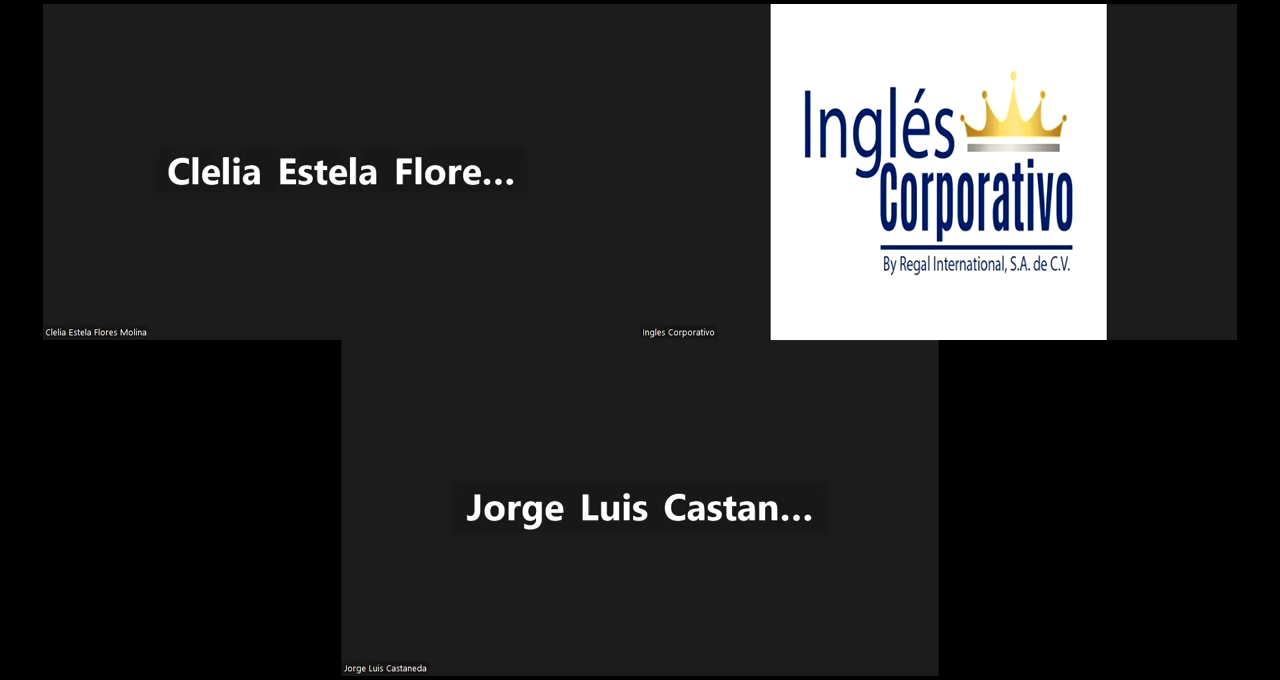 Clelia Estela Flore...
Clelia Estela Flores Molina
Inglés
Corporativo
By Regal International, S.A. de C.V.
Ingles Corporativo
Jorge Luis Castan...
Jorge Luis Castaneda